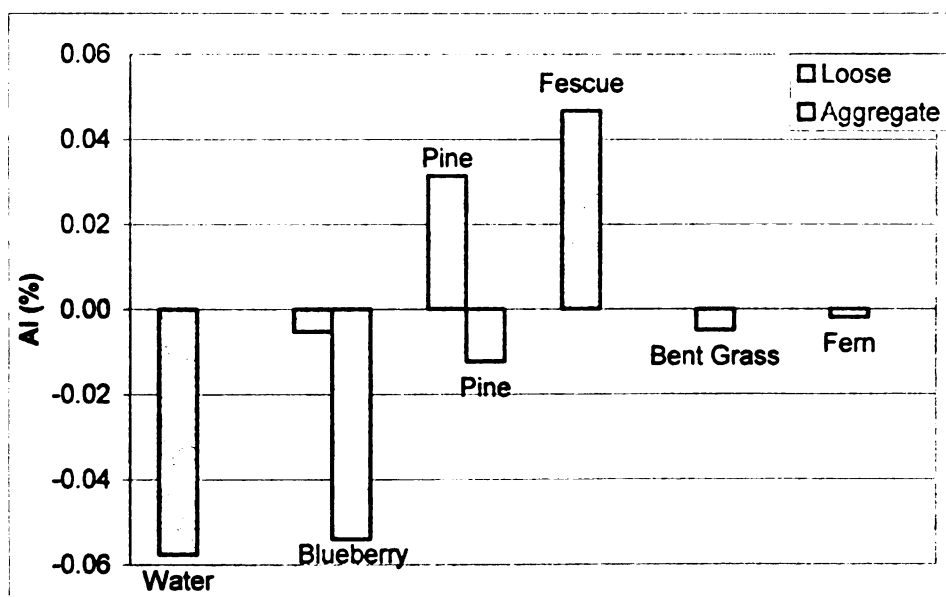 0.06
0.04
0.02
0.00
-0.02
-0.04
-0.06
Al (%)
Loose
Aggregate
Fescue
Pine
Pine
Bent Grass
Fern
Blueberry
Water